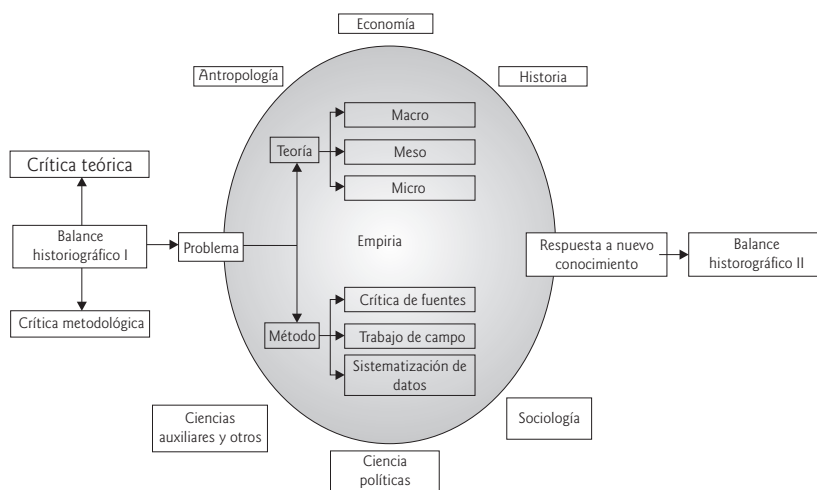 Economía
Antropología
Historia
Macro
Teoría
Meso
Micro
Crítica teórica
Balance
historiográfico I
Problema
Empiria
Respuesta a nuevo
conocimiento
Balance
historográfico II
Crítica metodológica
Crítica de fuentes
Método
Trabajo de campo
Sistematización de
datos
Ciencias
auxiliares y otros
Sociología
Ciencia
políticas